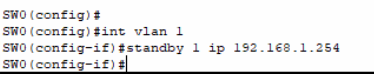 SW0(config)#
SW0(config)#int vlan 1
SW0(config-if)#standby 1 ip 192.168.1.254
SW0(config-if)#